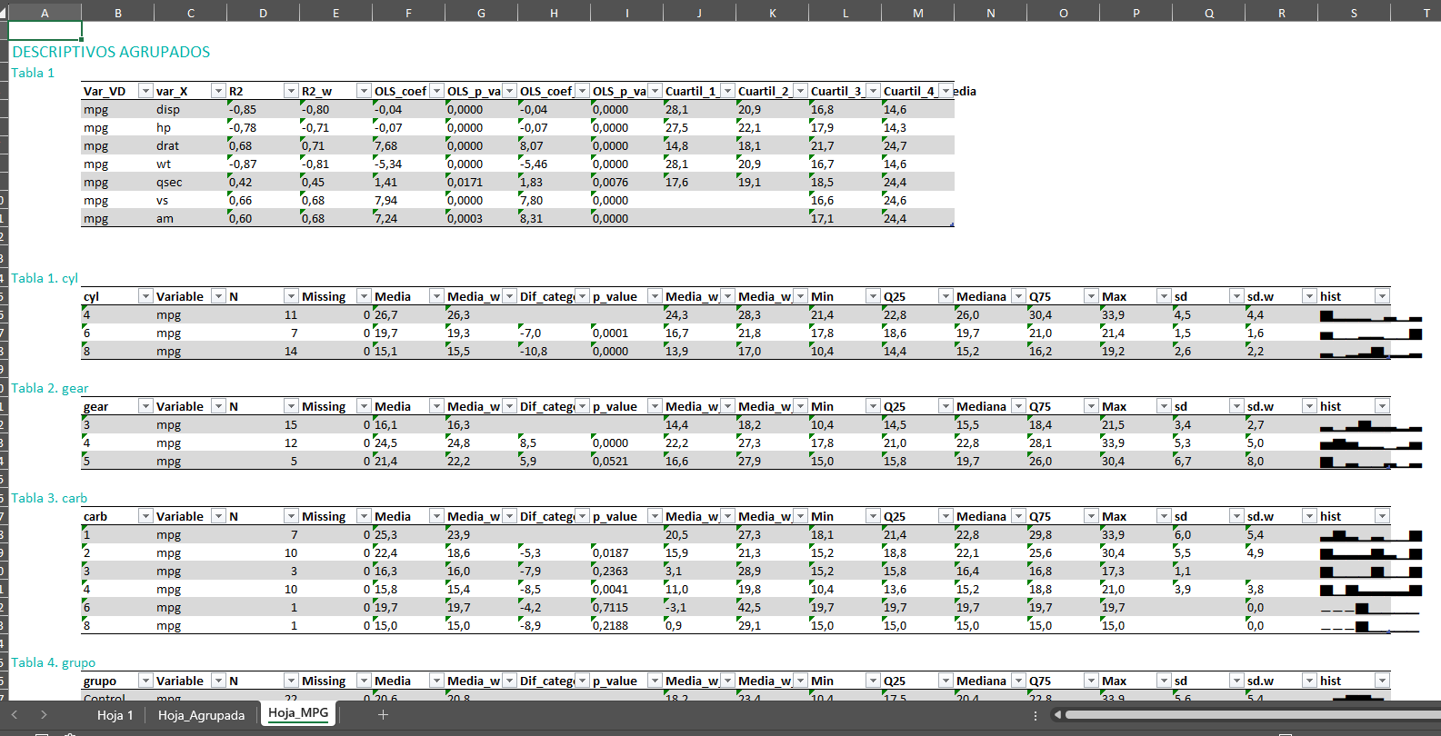 A B C D E F G H I J K L M N O P Q R S T
DESCRIPTIVOS AGRUPADOS
Tabla 1
Var_VD var_X R2 R2_w OLS_coef OLS_p_va OLS_coef_ OLS_p_va Cuartil_1_ Cuartil_2_ Cuartil_3_ Cuartil_4_ edia
mpg disp -0,85 -0,80 -0,04 0,0000 -0,04 0,0000 28,1 20,9 16,8 14,6
mpg hp -0,78 -0,71 -0,07 0,0000 -0,07 0,0000 27,5 22,1 17,9 14,3
mpg drat 0,68 0,71 7,68 0,0000 8,07 0,0000 14,8 18,1 21,7 24,7
mpg wt -0,87 -0,81 -5,34 0,0000 -5,46 0,0000 28,1 20,9 16,7 14,6
mpg qsec 0,42 0,45 1,41 0,0171 1,83 0,0076 17,6 19,1 18,5 24,4
mpg vs 0,66 0,68 7,94 0,0000 7,80 0,0000 16,6 24,6
mpg am 0,60 0,68 7,24 0,0003 8,31 0,0000 17,1 24,4
Tabla 1. cyl
cyl Variable N Missing Media Media_w Dif_catego p_value Media_w_ Media_w_ Min Q25 Mediana Q75 Max sd sd.w hist
4 mpg 11 0 26,7 26,3 24,3 28,3 21,4 22,8 26,0 30,4 33,9 4,5 4,4
6 mpg 7 0 19,7 19,3 -7,0 0,0001 16,7 21,8 17,8 18,6 19,7 21,0 21,4 1,5 1,6
8 mpg 14 0 15,1 15,5 -10,8 0,0000 13,9 17,0 10,4 14,4 15,2 16,2 19,2 2,6 2,2
Tabla 2. gear
gear Variable N Missing Media Media_w Dif_catego p_value Media_w_ Media_w_ Min Q25 Mediana Q75 Max sd sd.w hist
3 mpg 15 0 16,1 16,3 14,4 18,2 10,4 14,5 15,5 18,4 21,5 3,4 2,7
4 mpg 12 0 24,5 24,8 8,5 0,0000 22,2 27,3 17,8 21,0 22,8 28,1 33,9 5,3 5,0
5 mpg 5 0 21,4 22,2 5,9 0,0521 16,6 27,9 15,0 15,8 19,7 26,0 30,4 6,7 8,0
Tabla 3. carb
carb Variable N Missing Media Media_w Dif_catego p_value Media_w_ Media_w_ Min Q25 Mediana Q75 Max sd sd.w hist
1 mpg 7 0 25,3 23,9 20,5 27,3 18,1 21,4 22,8 29,8 33,9 6,0 5,4
2 mpg 10 0 22,4 18,6 -5,3 0,0187 15,9 21,3 15,2 18,8 22,1 25,6 30,4 5,5 4,9
3 mpg 3 0 16,3 16,0 -7,9 0,2363 3,1 28,9 15,2 15,8 16,4 16,8 17,3 1,1
4 mpg 10 0 15,8 15,4 -8,5 0,0041 11,0 19,8 10,4 13,6 15,2 18,8 21,0 3,9 3,8
6 mpg 1 0 19,7 19,7 -4,2 0,7115 -3,1 42,5 19,7 19,7 19,7 19,7 19,7 0,0
8 mpg 1 0 15,0 15,0 -8,9 0,2188 0,9 29,1 15,0 15,0 15,0 15,0 15,0 0,0
Tabla 4. grupo
grupo Variable N Missing Media Media_w Dif_catego p_value Media_w_ Media_w_ Min Q25 Mediana Q75 Max sd sd.w hist
Control mpg 22 0 20,6 20,8 18,2 23,4 10,4 17,5 20,4 22,8 33,9 5,6 5,4
Hoja 1 Hoja_Agrupada Hoja_MPG